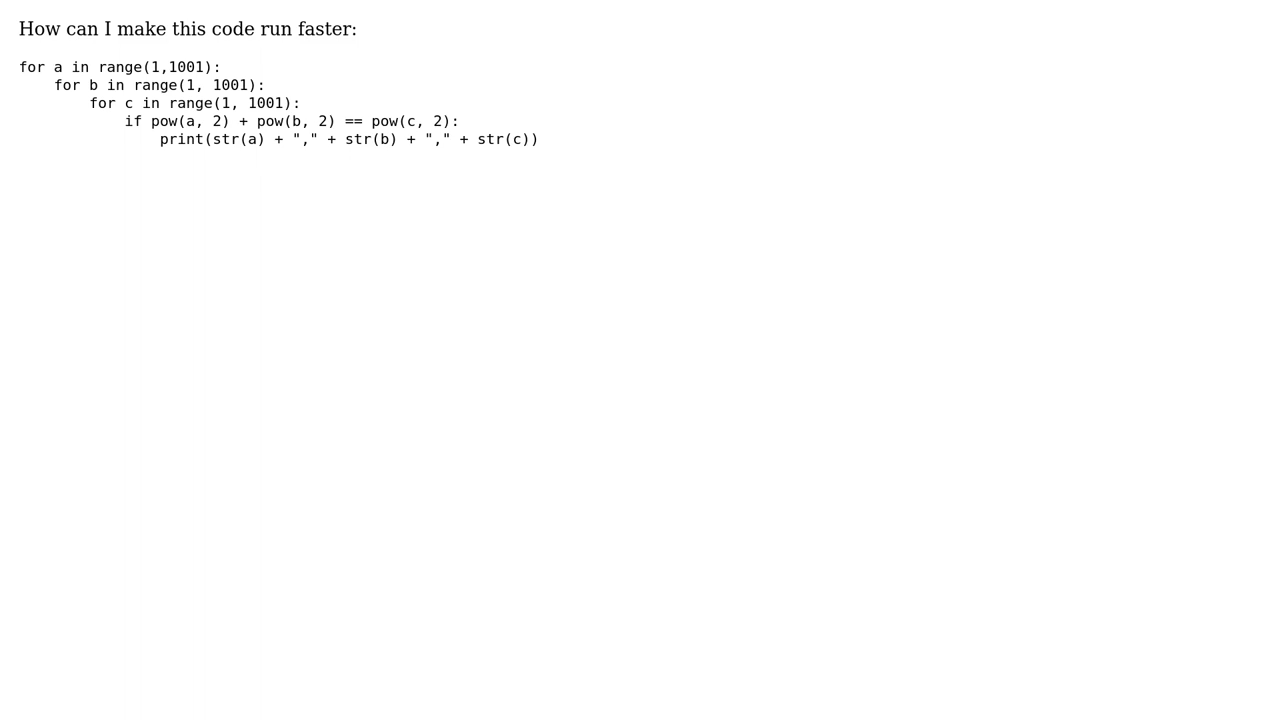 How can I make this code run faster:
for a in range(1,1001):
    for b in range(1, 1001):
        for c in range(1, 1001):
            if pow(a, 2) + pow(b, 2) == pow(c, 2):
                print(str(a) + "," + str(b) + "," + str(c))